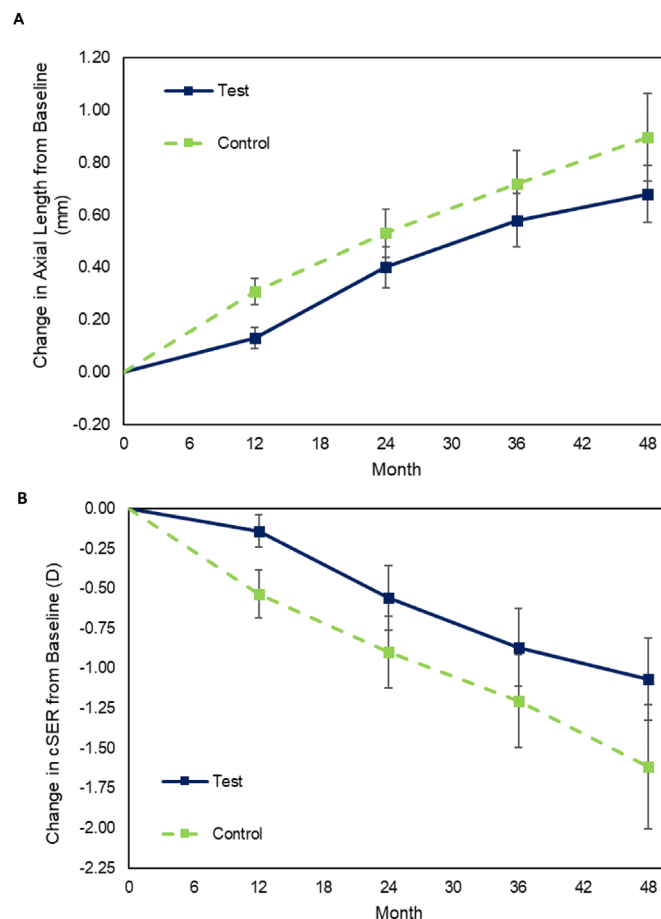 A
Change in Axial Length from Baseline
(mm)
1.20
1.00
0.80
0.60
0.40
0.20
0.00
-0.20
Test
Control
0 6 12 18 24 30 36 42 48
Month
B
Change in cSER from Baseline (D)
0.00
-0.25
-0.50
-0.75
-1.00
-1.25
-1.50
-1.75
-2.00
-2.25
Test
Control
0 6 12 18 24 30 36 42 48
Month